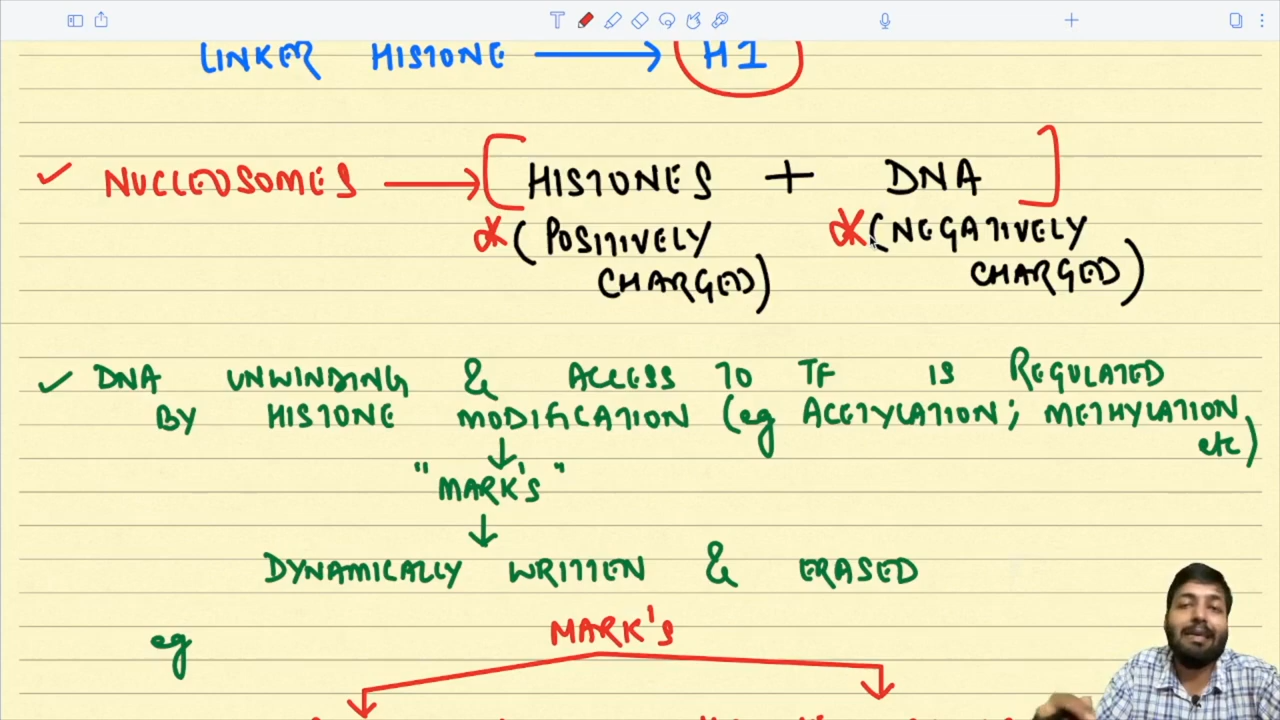 LINKER HISTONE → H1
✓ NUCLEOSOMES → [HISTONES + DNA]
(POSITIVELY CHARGED) (NEGATIVELY CHARGED)
✓ DNA UNWINDING & ACCESS TO TF IS REGULATED
BY HISTONE MODIFICATION (eg ACETYLATION; METHYLATION,
etc)
↓
"MARK'S"
↓
DYNAMICALLY WRITTEN & ERASED
eg MARK'S